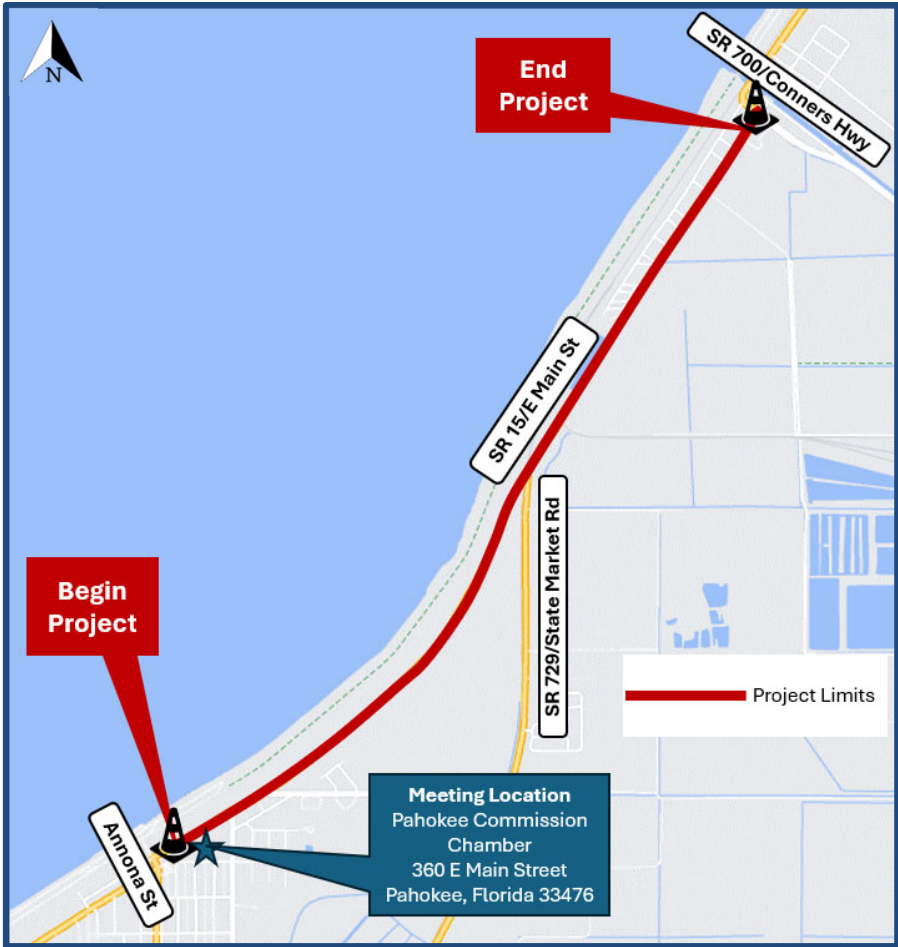 N
End
Project
SR 700/Conners Hwy
SR 15/E Main St
SR 729/State Market Rd
Begin
Project
Project Limits
Annona St
Meeting Location
Pahokee Commission
Chamber
360 E Main Street
Pahokee, Florida 33476